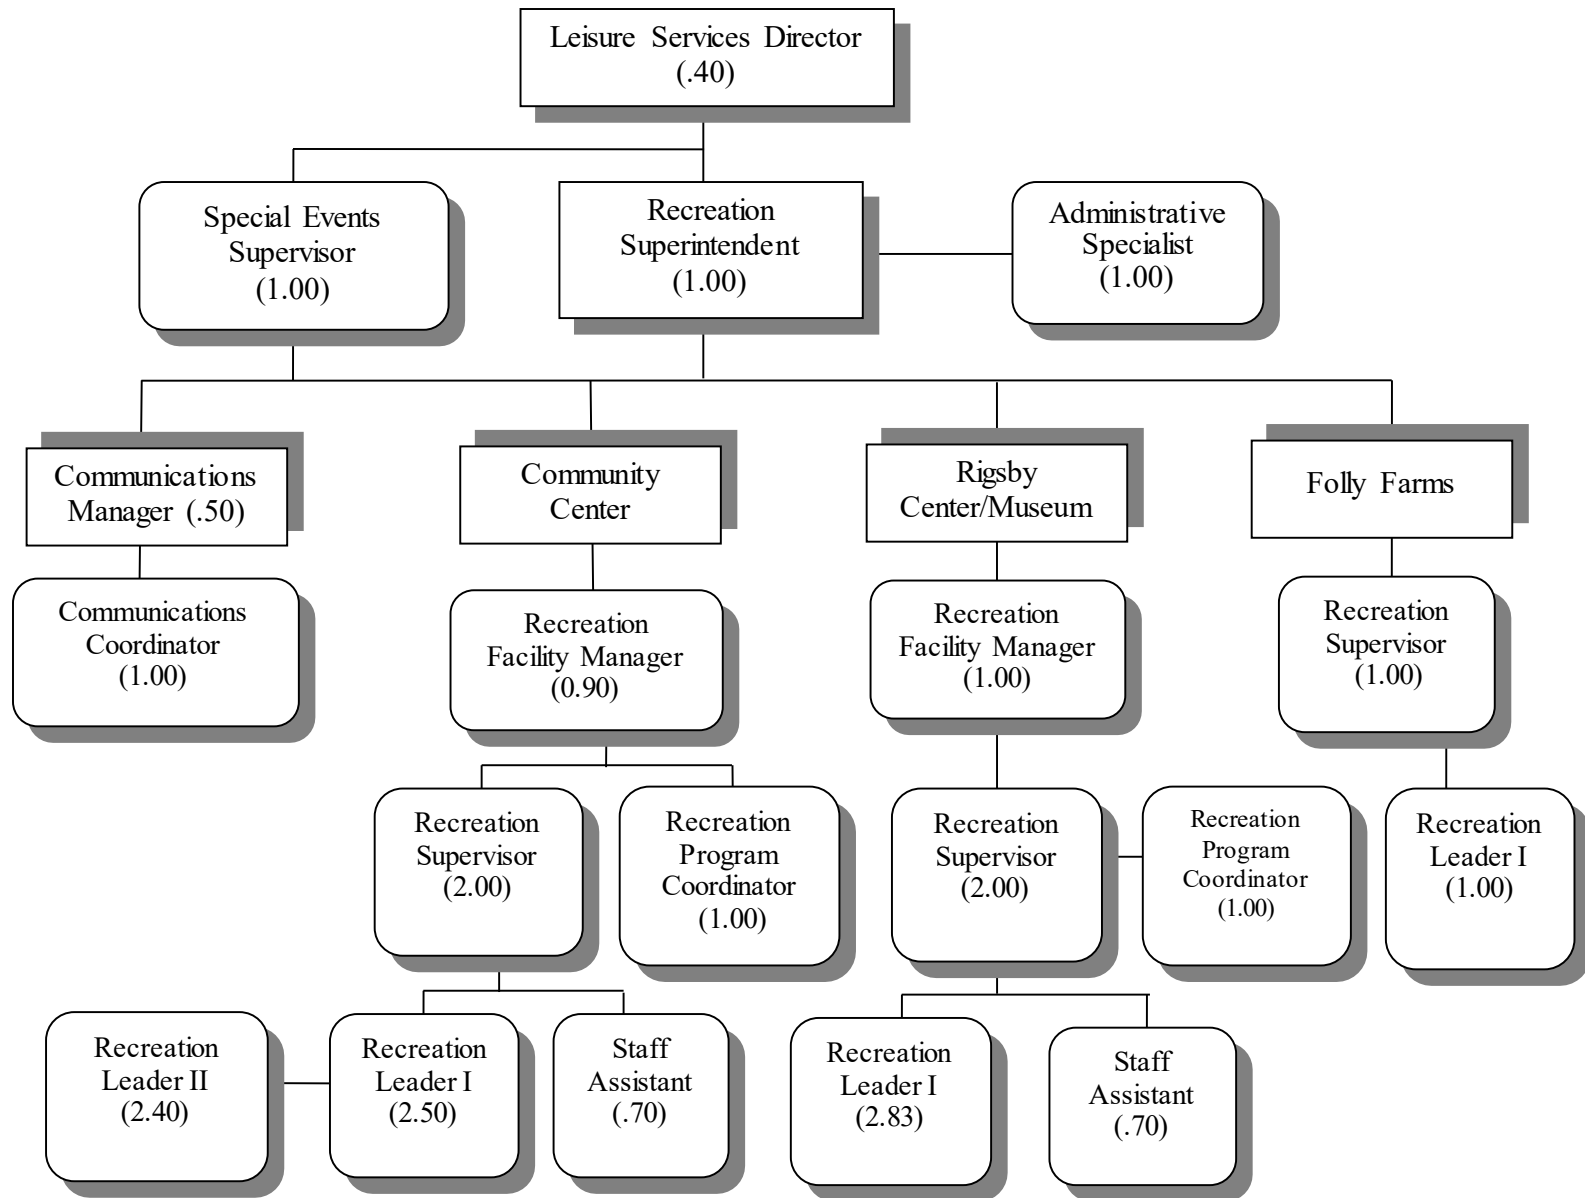 Leisure Services Director
(.40)
Special Events
Supervisor
(1.00)
Recreation
Superintendent
(1.00)
Administrative
Specialist
(1.00)
Communications
Manager (.50)
Community
Center
Rigsby
Center/Museum
Folly Farms
Communications
Coordinator
(1.00)
Recreation
Facility Manager
(0.90)
Recreation
Facility Manager
(1.00)
Recreation
Supervisor
(1.00)
Recreation
Supervisor
(2.00)
Recreation
Program
Coordinator
(1.00)
Recreation
Supervisor
(2.00)
Recreation
Program
Coordinator
(1.00)
Recreation
Leader I
(1.00)
Recreation
Leader II
(2.40)
Recreation
Leader I
(2.50)
Staff
Assistant
(.70)
Recreation
Leader I
(2.83)
Staff
Assistant
(.70)